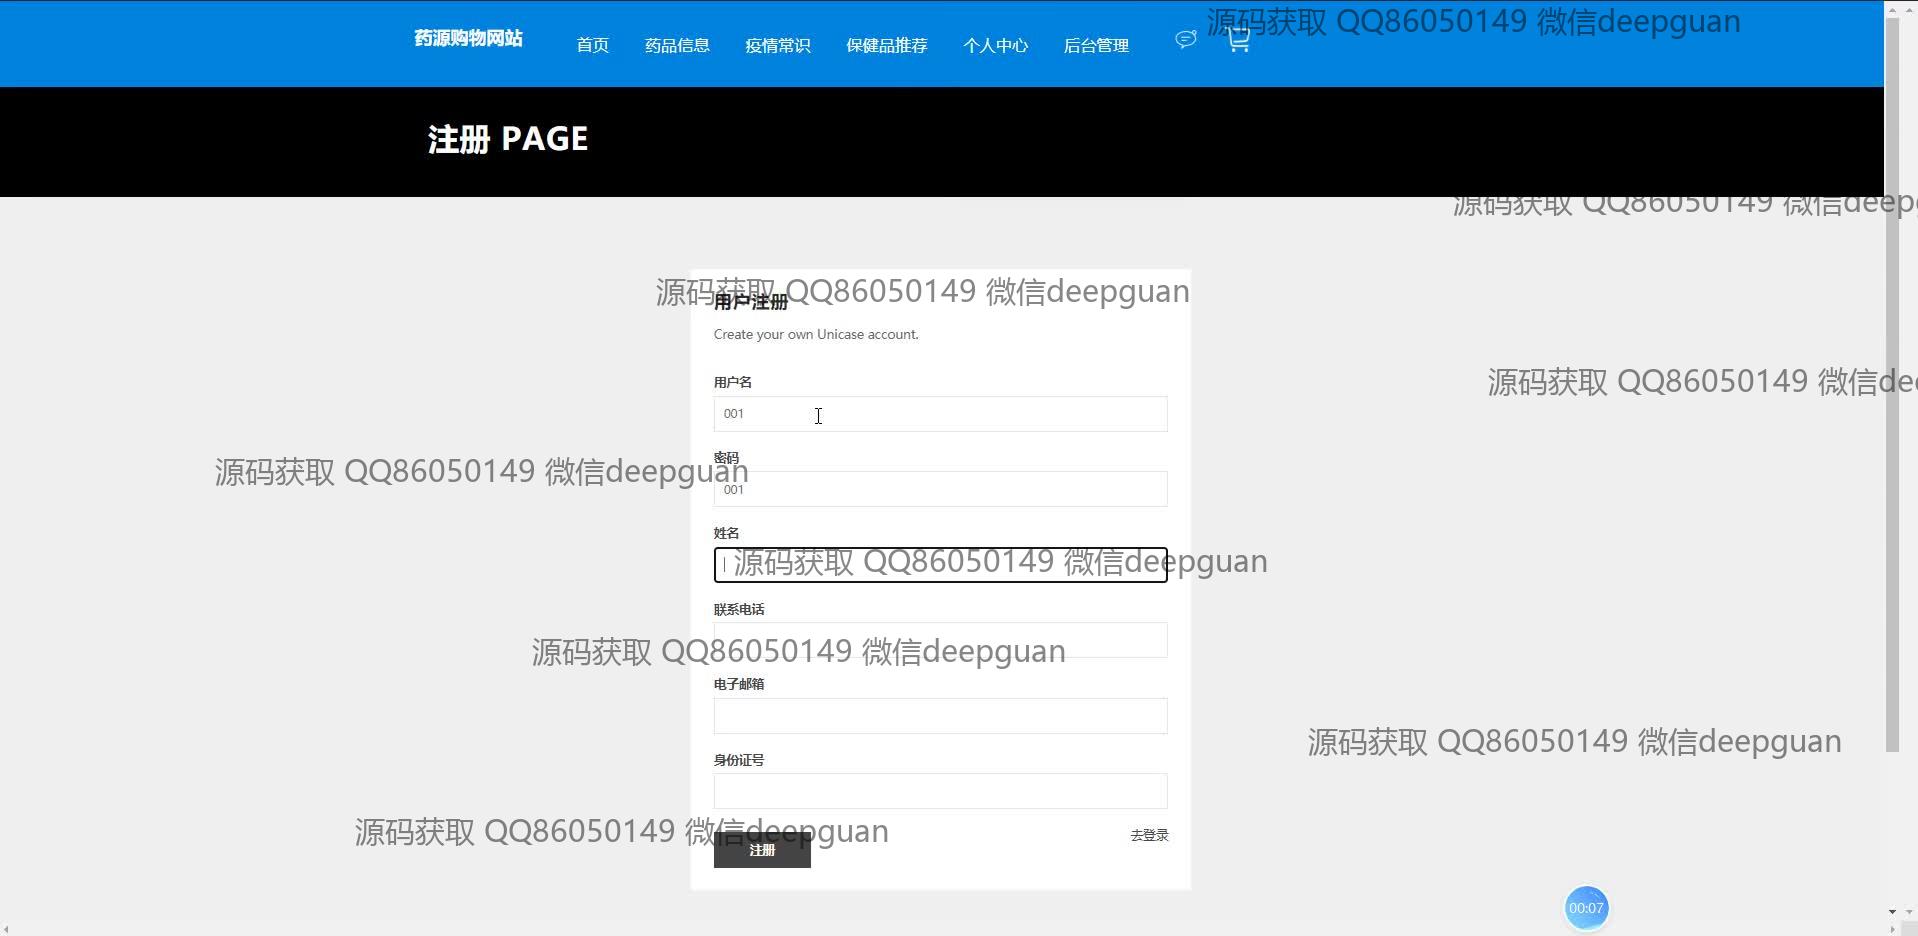 药源购物网站 首页 药品信息 疫情常识 保健品推荐 个人中心 后台管理
源码获取 QQ86050149 微信deepguan
注册 PAGE
源码获取 QQ86050149 微信deepg
源码获取 QQ86050149 微信deepguan
用户注册
Create your own Unicase account.
用户名
源码获取 QQ86050149 微信de
001
密码
源码获取 QQ86050149 微信deepguan
001
姓名
源码获取 QQ86050149 微信deepguan
联系电话
源码获取 QQ86050149 微信deepguan
电子邮箱
源码获取 QQ86050149 微信deepguan
身份证号
源码获取 QQ86050149 微信deepguan
去登录
注册
00:07